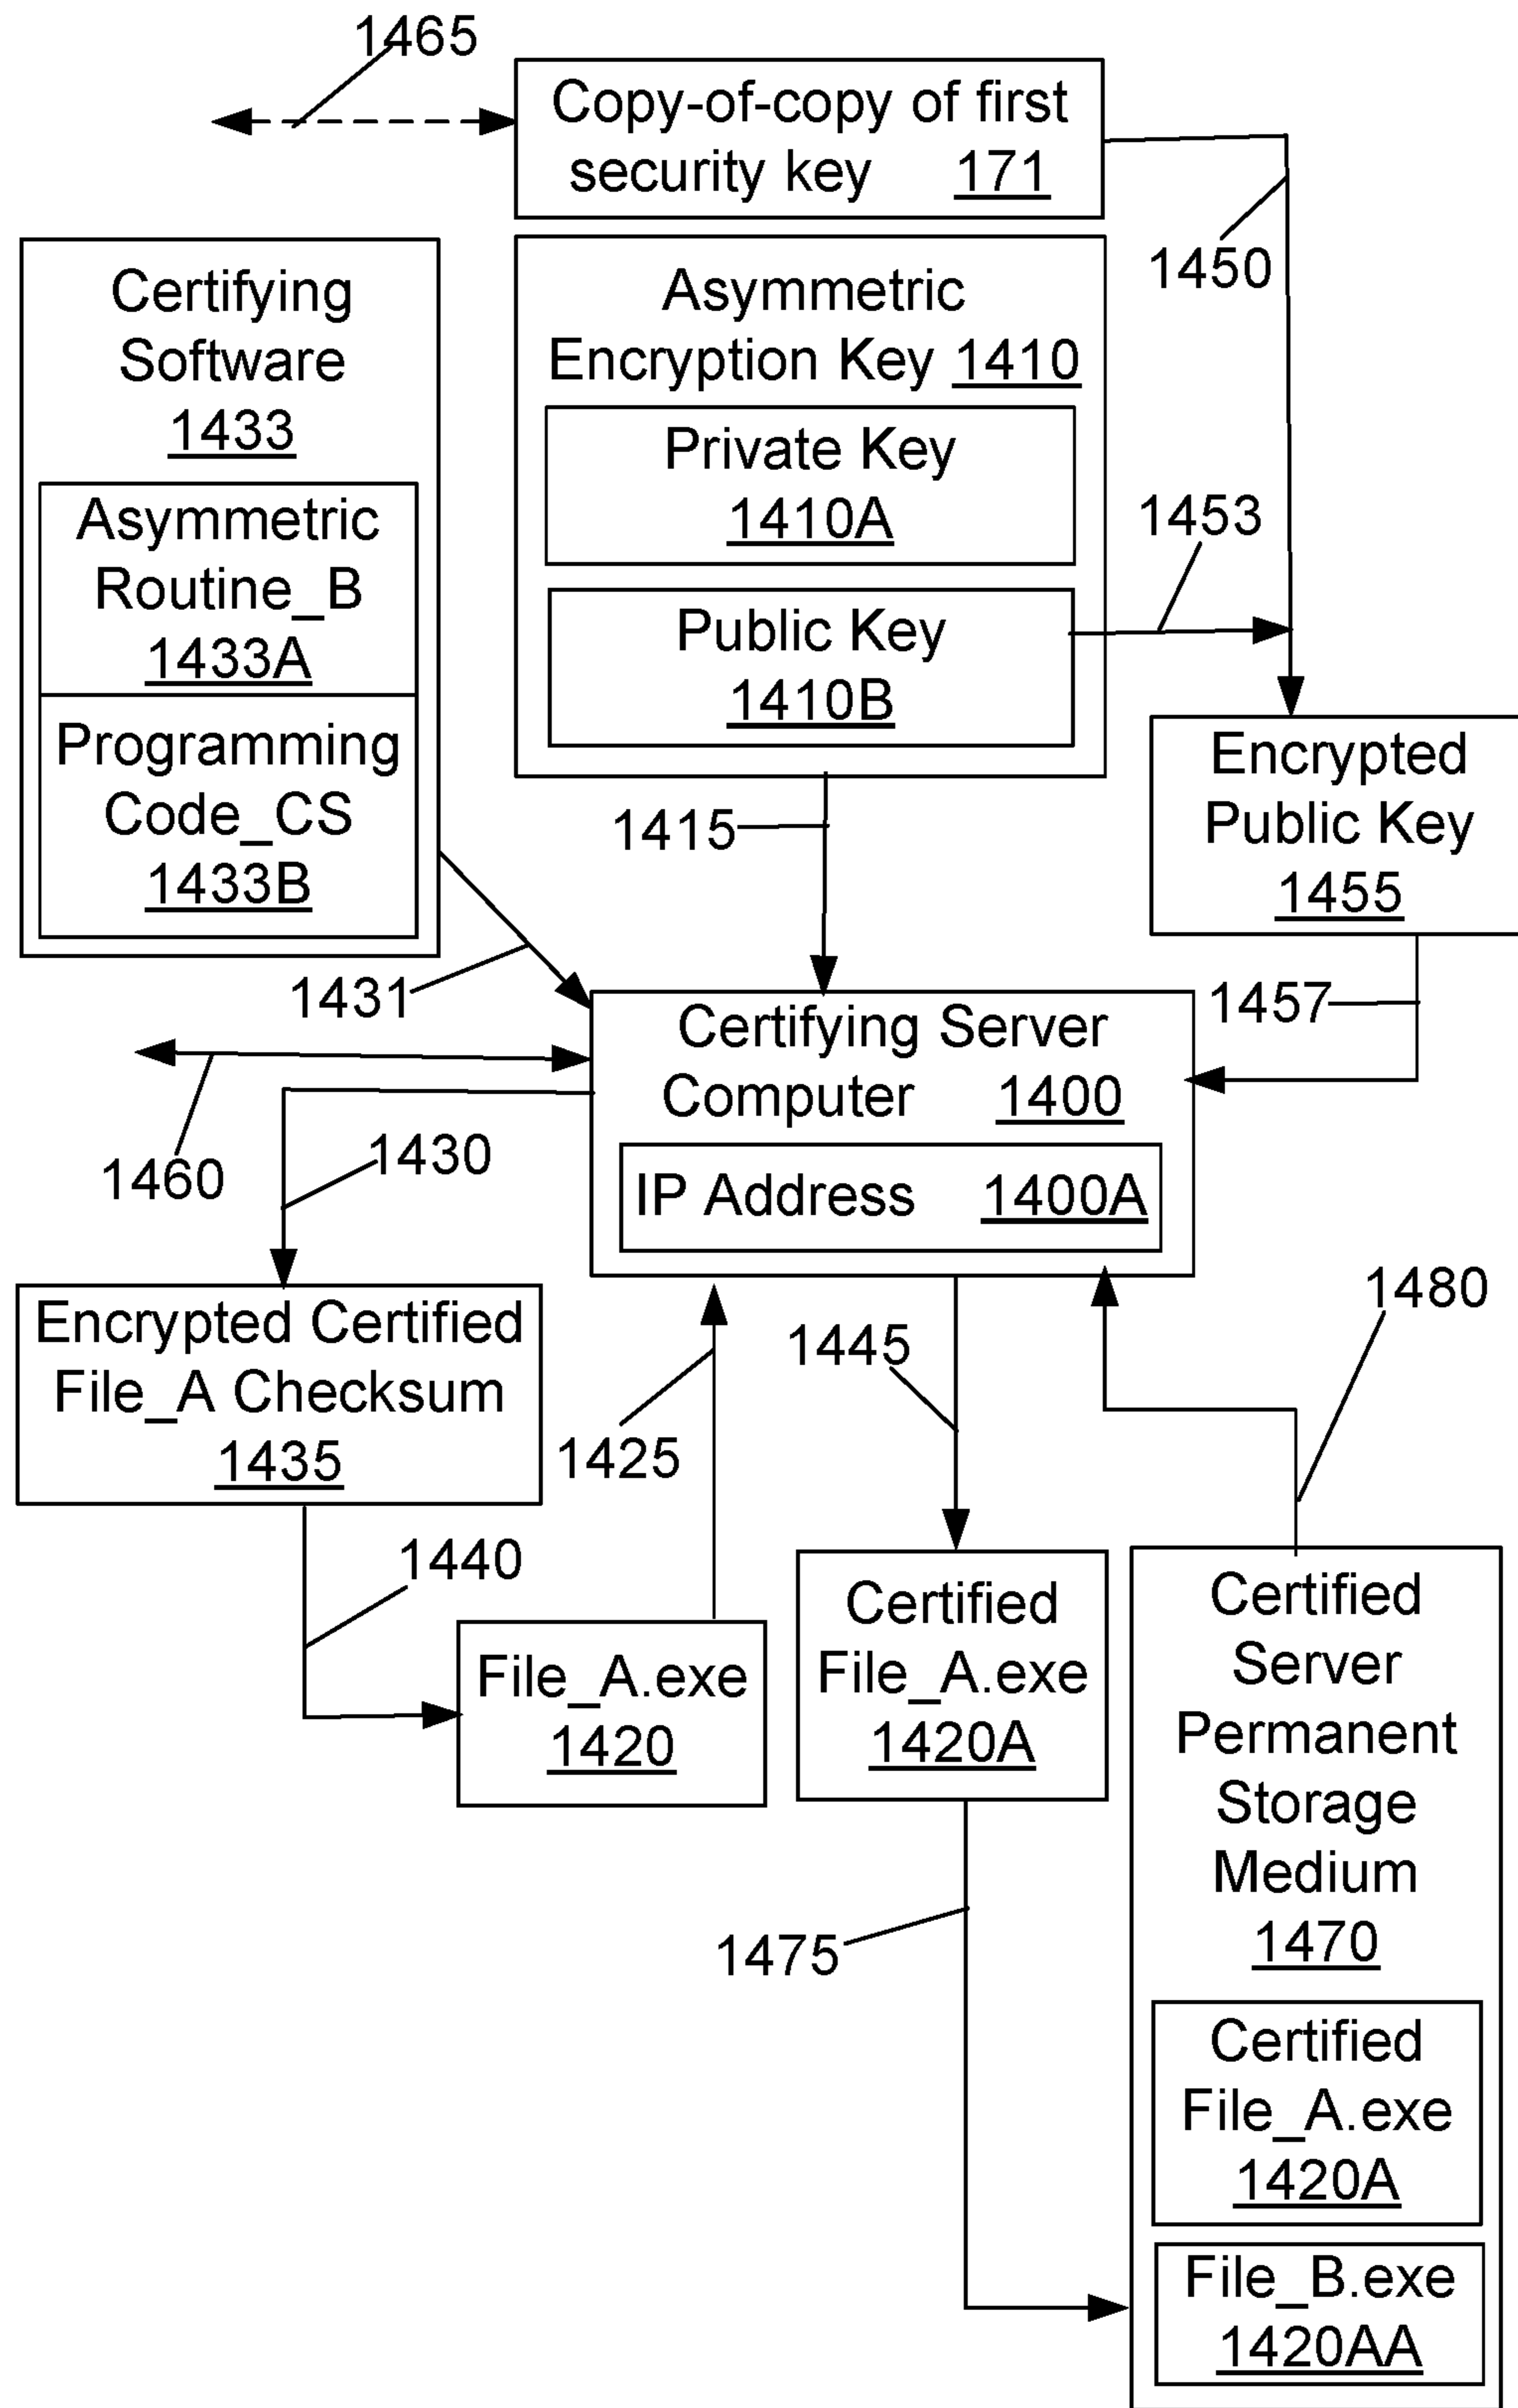 1465
Copy-of-copy of first
security key 171
1450
Certifying
Software
1433
Asymmetric
Routine_B
1433A
Programming
Code_CS
1433B
Asymmetric
Encryption Key 1410
Private Key
1410A
Public Key
1410B
1453
Encrypted
Public Key
1455
1415
1431
1457
Certifying Server
Computer 1400
IP Address 1400A
1460
1430
Encrypted Certified
File_A Checksum
1435
1425
1445
1480
1440
File_A.exe
1420
Certified
File_A.exe
1420A
1475
Certified
Server
Permanent
Storage
Medium
1470
Certified
File_A.exe
1420A
File_B.exe
1420AA